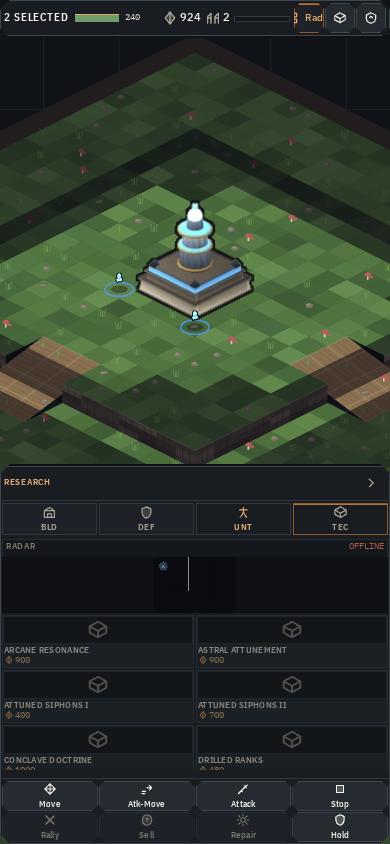 2 SELECTED 240 924 2 Rad
RESEARCH
BLD DEF UNT TEC
RADAR OFFLINE
ARCANE RESONANCE ASTRAL ATTUNEMENT
900 900
ATTUNED SIPHONS I ATTUNED SIPHONS II
400 700
CONCLAVE DOCTRINE DRILLED RANKS
Move Atk-Move Attack Stop
Rally Sell Repair Hold